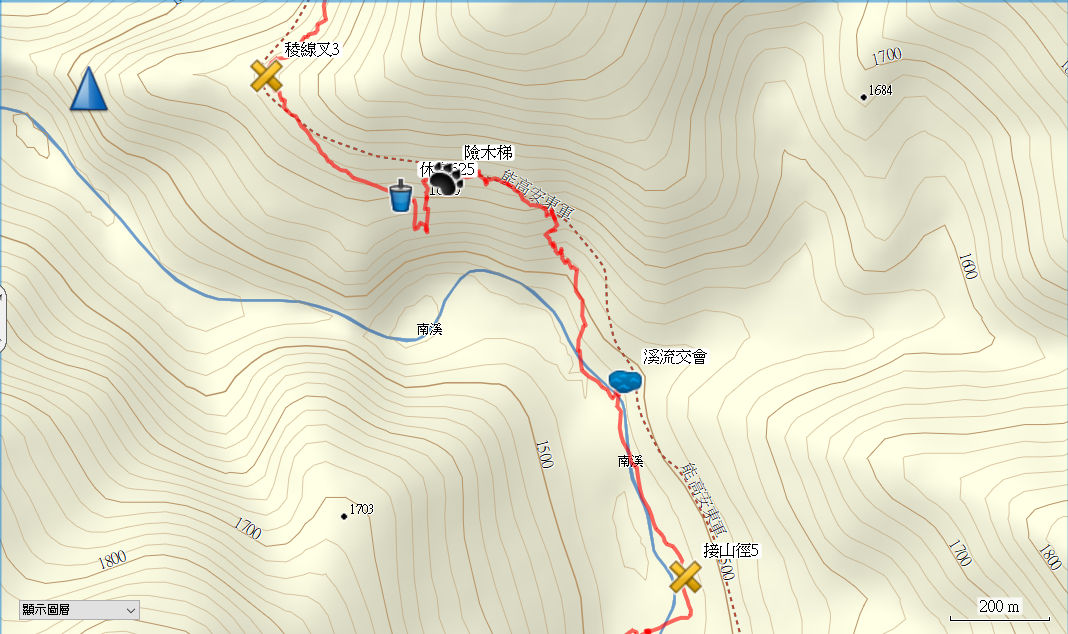 稜線叉3
1700
1684
險木梯
能高安東軍
1600
南溪
溪流交會
1500
南溪
能高安東軍
1703
1700
1800
接山徑5
1700
1800
顯示圖層
200 m